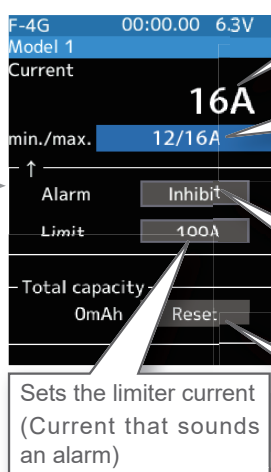 F-4G 00:00.00 6.3V
Model 1
Current
16A
min./max. 12/16A
↑
Alarm Inhibit
Limit 100A
Total capacity
0mAh Reset
Sets the limiter current
(Current that sounds
an alarm)